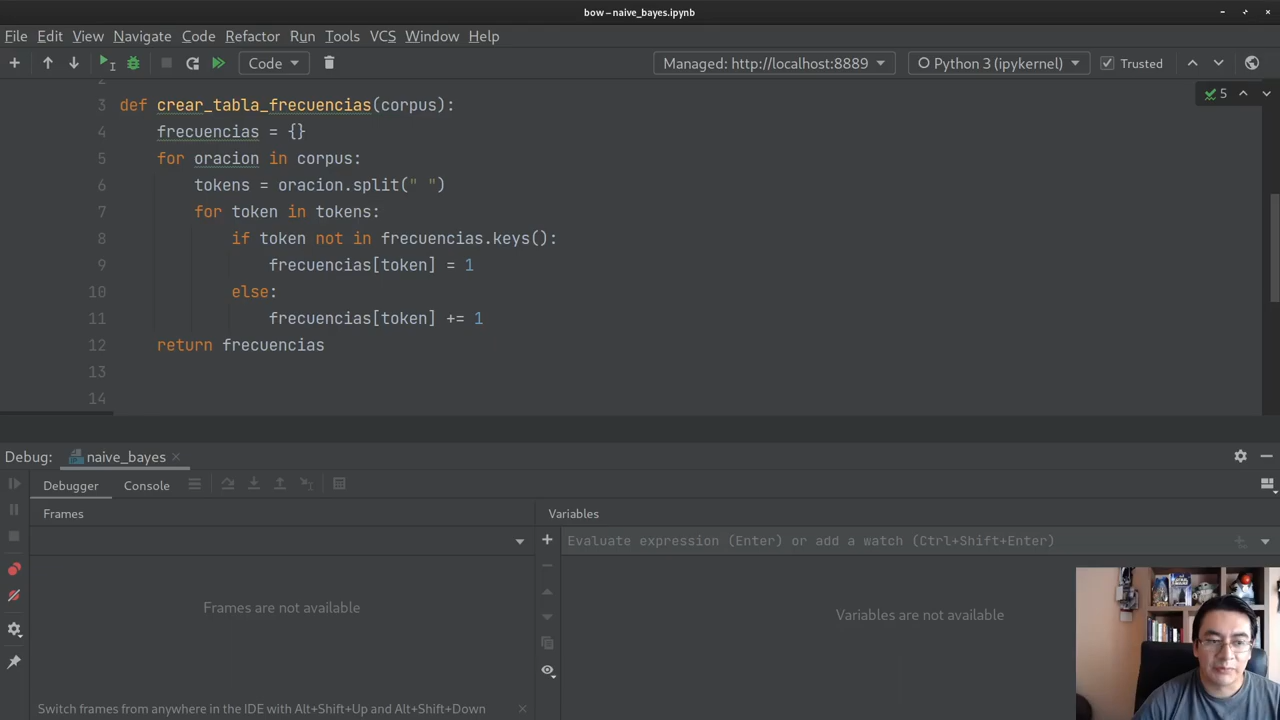 bow – naive_bayes.ipynb
File Edit View Navigate Code Refactor Run Tools VCS Window Help
Code Managed: http://localhost:8889 Python 3 (ipykernel) Trusted
2
3 def crear_tabla_frecuencias(corpus): 5
4 frecuencias = {}
5 for oracion in corpus:
6 tokens = oracion.split(" ")
7 for token in tokens:
8 if token not in frecuencias.keys():
9 frecuencias[token] = 1
10 else:
11 frecuencias[token] += 1
12 return frecuencias
13
14
Debug: naive_bayes
Debugger Console
Frames Variables
Evaluate expression (Enter) or add a watch (Ctrl+Shift+Enter)
Frames are not available
Variables are not available
Switch frames from anywhere in the IDE with Alt+Shift+Up and Alt+Shift+Down